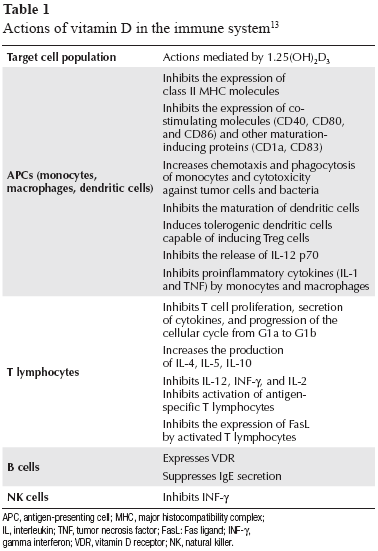 Table 1
Actions of vitamin D in the immune system13
Target cell population Actions mediated by 1.25(OH)2D3
APCs (monocytes,
macrophages, dendritic cells)
Inhibits the expression of
class II MHC molecules
Inhibits the expression of co-
stimulating molecules (CD40, CD80,
and CD86) and other maturation-
inducing proteins (CD1a, CD83)
Increases chemotaxis and phagocytosis
of monocytes and cytotoxicity
against tumor cells and bacteria
Inhibits the maturation of dendritic cells
Induces tolerogenic dendritic cells
capable of inducing Treg cells
Inhibits the release of IL-12 p70
Inhibits proinflammatory cytokines (IL-1
and TNF) by monocytes and macrophages
T lymphocytes
Inhibits T cell proliferation, secretion
of cytokines, and progression of the
cellular cycle from G1a to G1b
Increases the production
of IL-4, IL-5, IL-10
Inhibits IL-12, INF-γ, and IL-2
Inhibits activation of antigen-
specific T lymphocytes
Inhibits the expression of FasL
by activated T lymphocytes
B cells
Expresses VDR
Suppresses IgE secretion
NK cells Inhibits INF-γ
APC, antigen-presenting cell; MHC, major histocompatibility complex;
IL, interleukin; TNF, tumor necrosis factor; FasL: Fas ligand; INF-γ,
gamma interferon; VDR, vitamin D receptor; NK, natural killer.